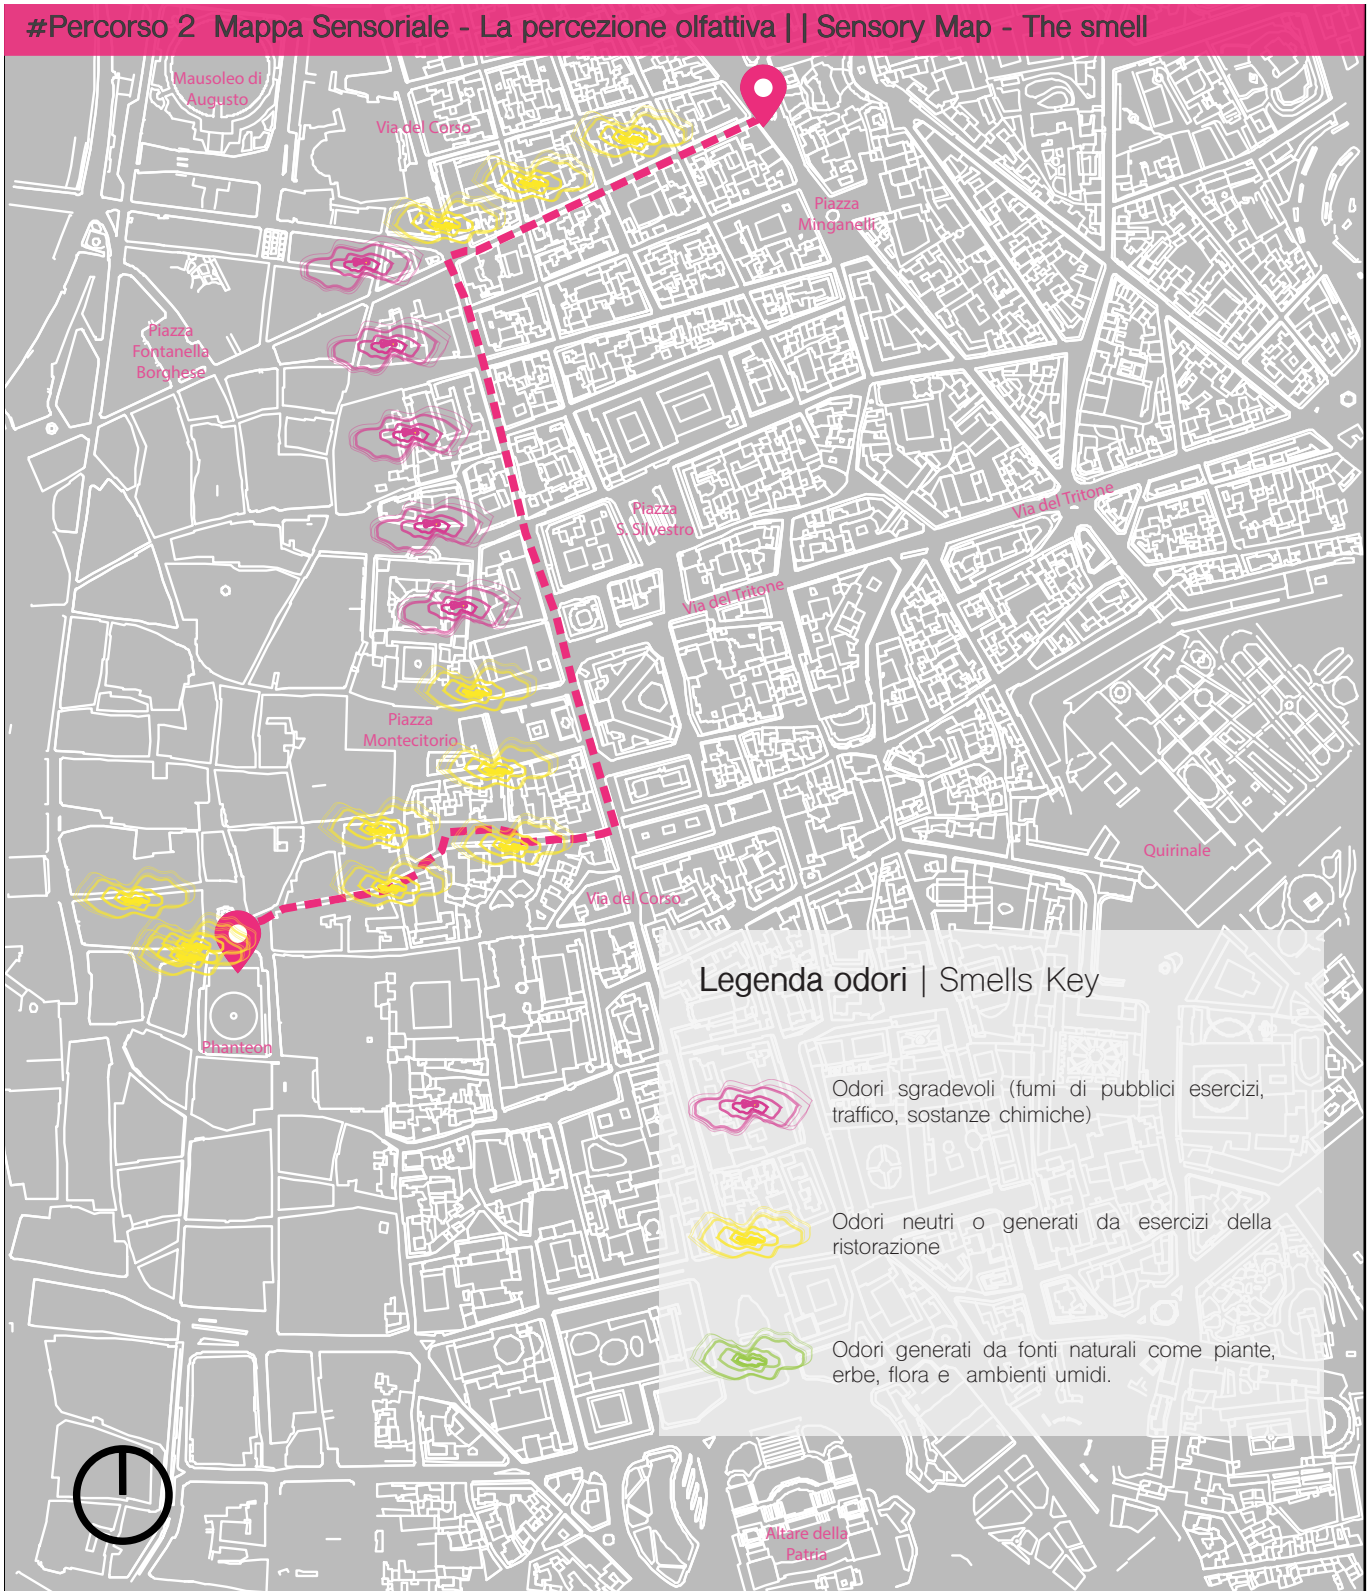 #Percorso 2  Mappa Sensoriale - La percezione olfattiva || Sensory Map - The smell
Mausoleo di
Augusto
Via del Corso
Piazza
Minganelli
Piazza
Fontanella
Borghese
Via del Tritone
Piazza
S. Silvestro
Via del Tritone
Piazza
Montecitorio
Quirinale
Via del Corso
Phanteon
Legenda odori | Smells Key
Odori sgradevoli (fumi di pubblici esercizi,
traffico, sostanze chimiche)
Odori neutri o generati da esercizi della
ristorazione
Odori generati da fonti naturali come piante,
erbe, flora e ambienti umidi.
Altare della
Patria